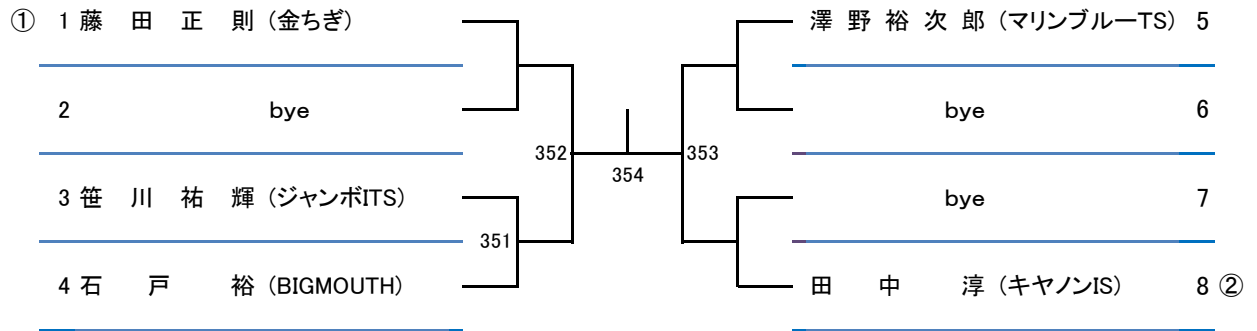 ① 1 藤 田 正 則 (金ちぎ)
2 bye
3 笹 川 祐 輝 (ジャンボITS)
4 石 戸 裕 (BIGMOUTH)
351
352
354
353
澤 野 裕 次 郎 (マリンブルーTS) 5
bye 6
bye 7
田 中 淳 (キヤノンIS) 8 ②